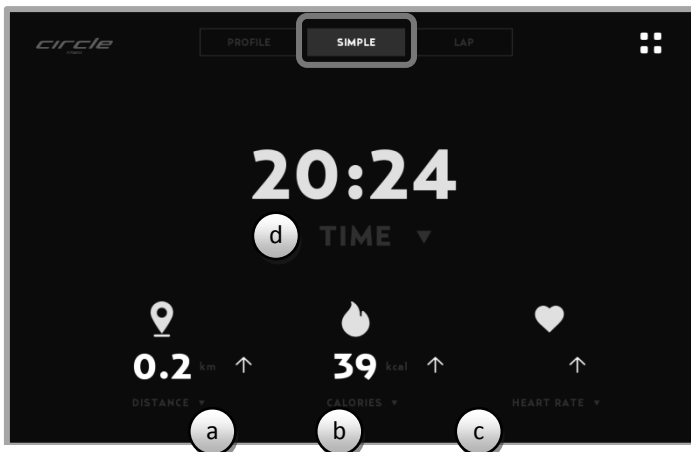 circle
PROFILE SIMPLE LAP
20:24
d TIME
0.2 km 39 kcal
DISTANCE CALORIES HEART RATE
a b c